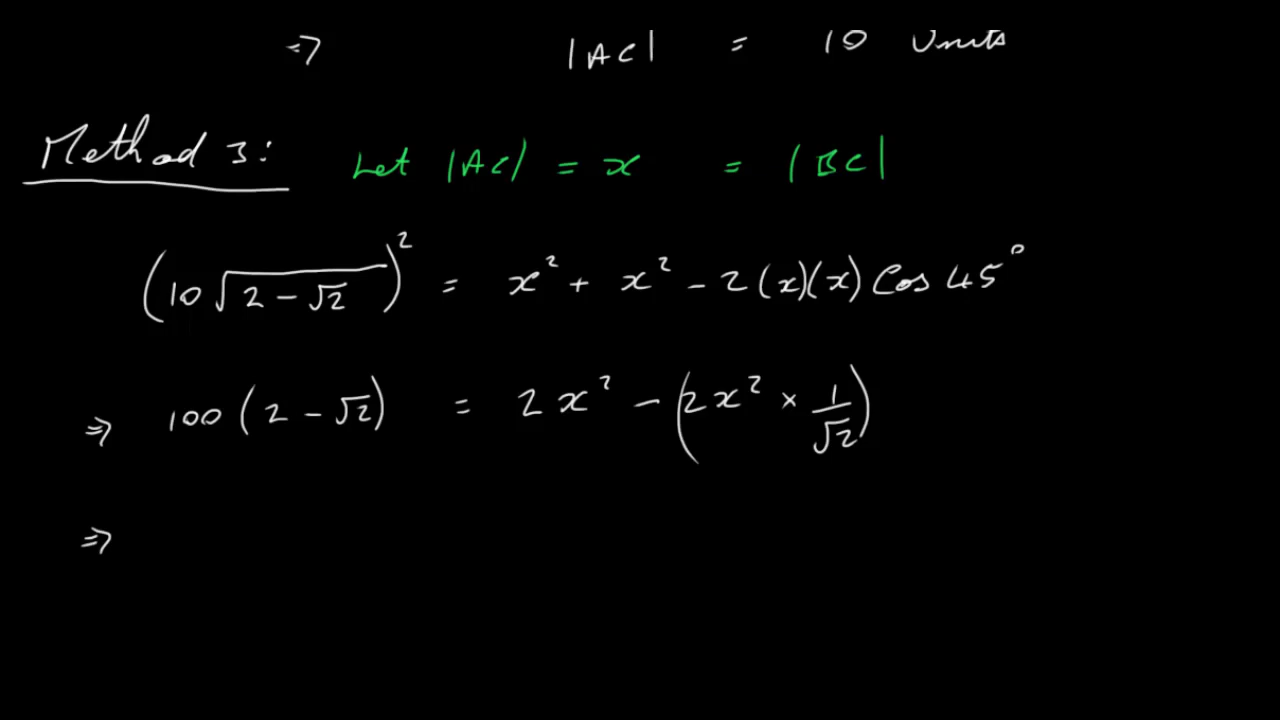 ⇒ |AC| = 10 Units
Method 3: Let |AC| = x = |BC|
(10√(2 − √2))² = x² + x² − 2(x)(x) Cos 45°
⇒ 100(2 − √2) = 2x² − (2x² × 1/√2)
⇒